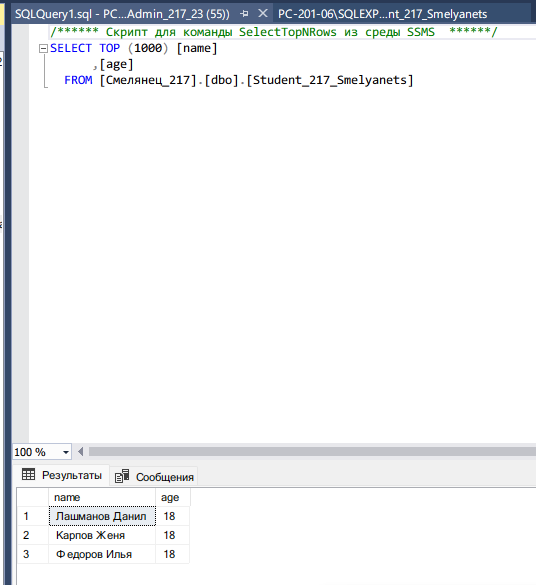 SQLQuery1.sql - PC...Admin_217_23 (55))
PC-201-06\SQLEXP...nt_217_Smelyanets
/****** Скрипт для команды SelectTopNRows из среды SSMS  ******/
SELECT TOP (1000) [name]
,[age]
FROM [Смелянец_217].[dbo].[Student_217_Smelyanets]
100 %
Результаты
Сообщения
name age
1 Лашманов Данил 18
2 Карпов Женя 18
3 Федоров Илья 18